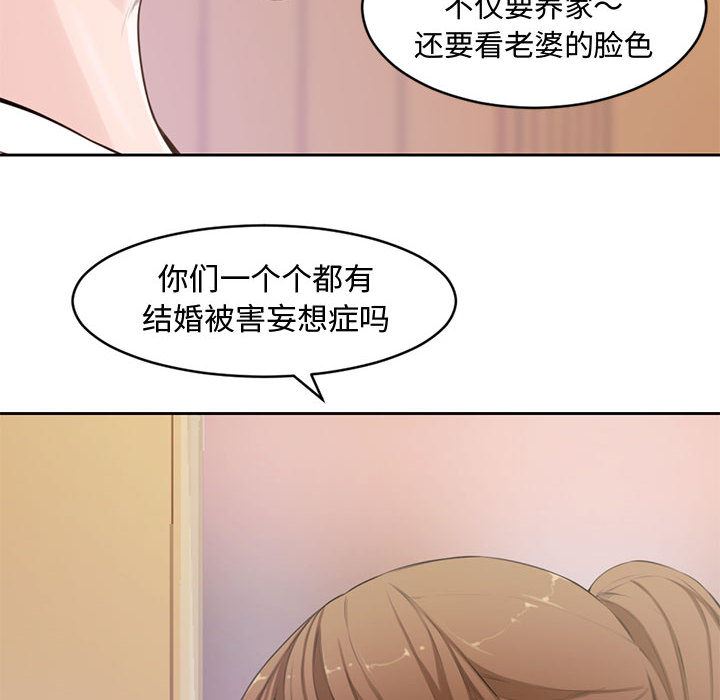 不仅要养家～
还要看老婆的脸色
你们一个个都有
结婚被害妄想症吗